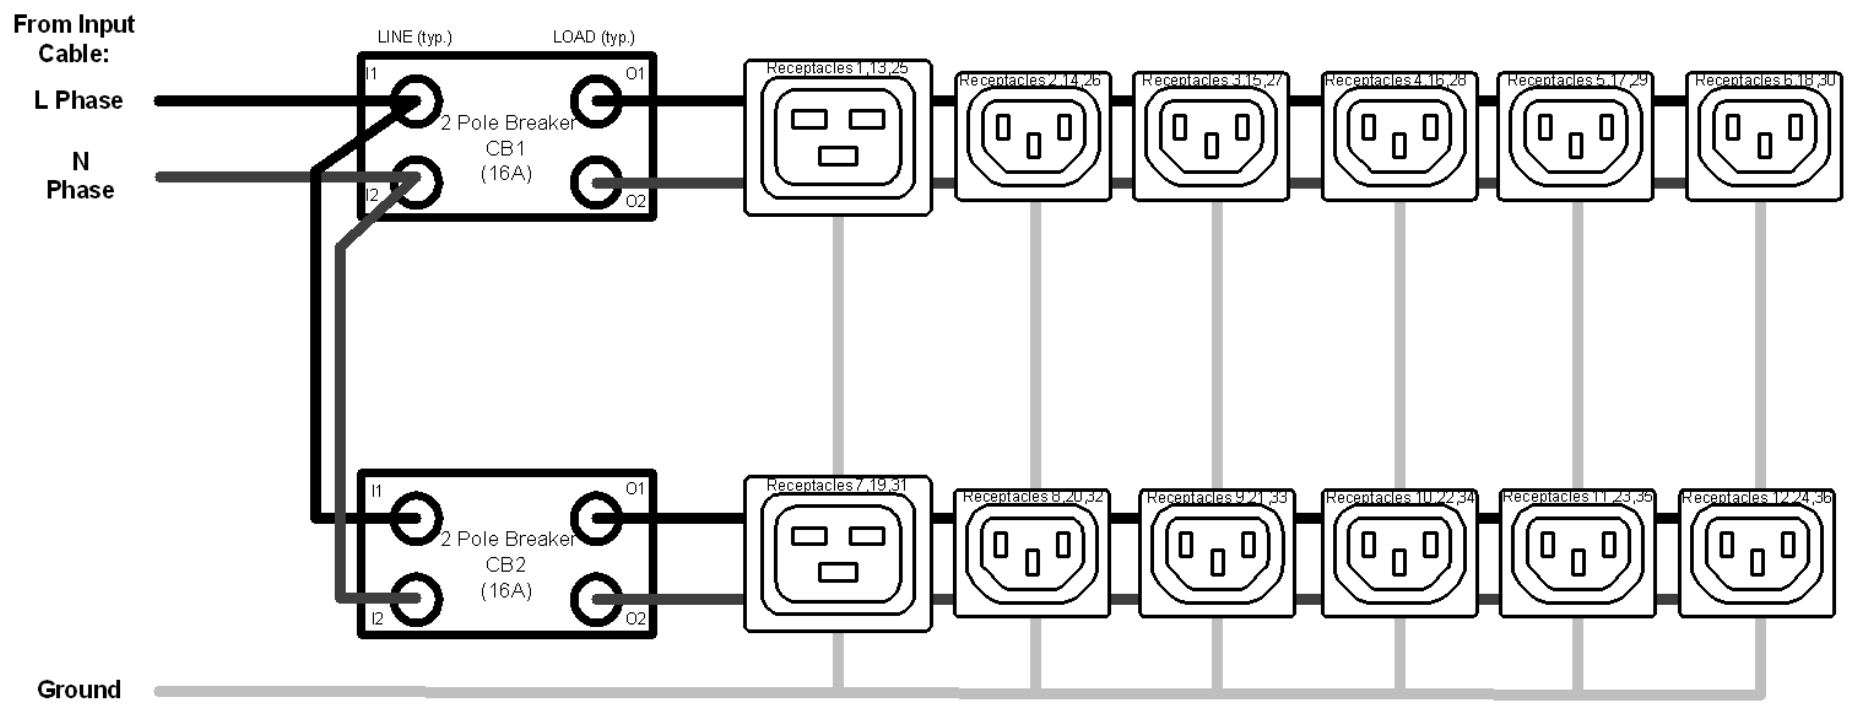 From Input
Cable:
LINE (typ.)
LOAD (typ.)
L Phase
N
Phase
I1
O1
2 Pole Breaker
CB1
(16A)
I2
O2
Receptacles 1,13,25
Receptacles 2,14,26
Receptacles 3,15,27
Receptacles 4,16,28
Receptacles 5,17,29
Receptacles 6,18,30
I1
O1
2 Pole Breaker
CB2
(16A)
I2
O2
Receptacles 7,19,31
Receptacles 8,20,32
Receptacles 9,21,33
Receptacles 10,22,34
Receptacles 11,23,35
Receptacles 12,24,36
Ground